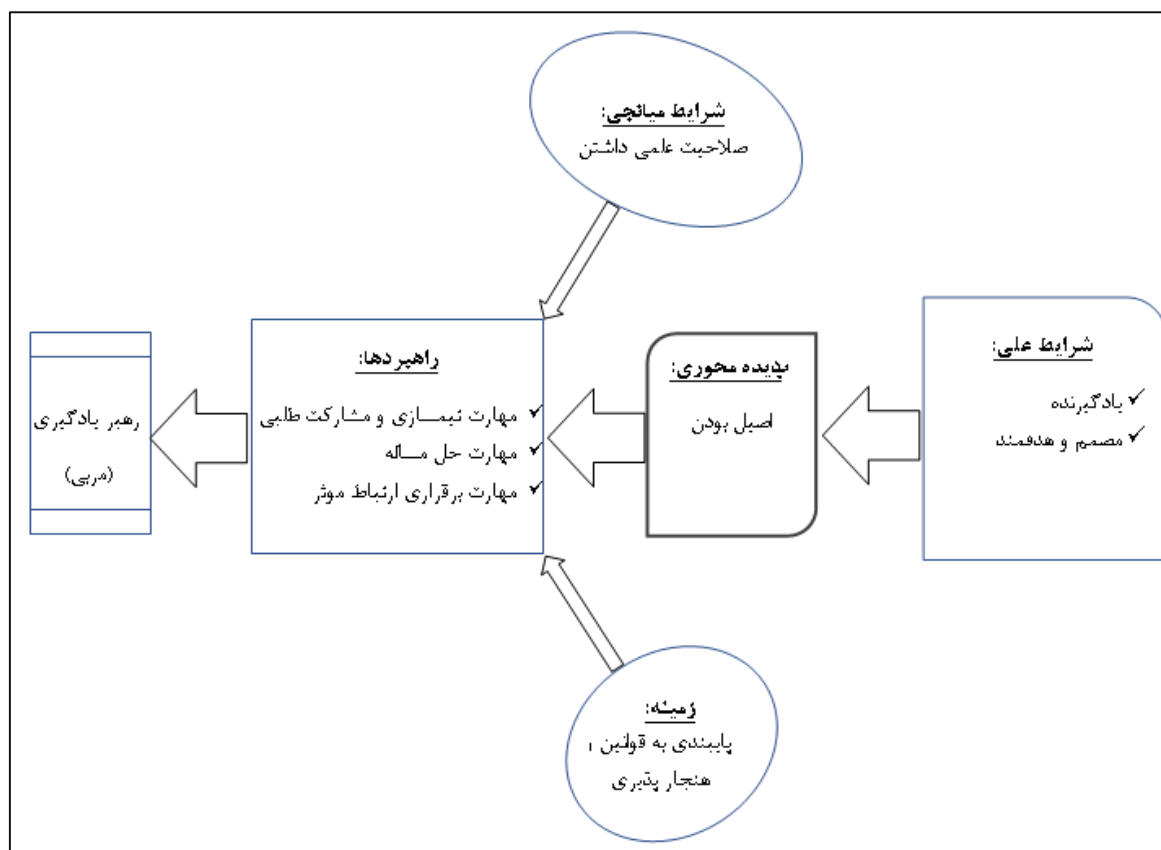 شرایط میانجی:
صلاحیت علمی داشتن
شرایط علی:
یادگیرنده
مصمم و هدفمند
پدیده محوری:
اصیل بودن
راهبردها:
مهارت تیمسازی و مشارکت طلبی
مهارت حل مساله
مهارت برقراری ارتباط موثر
رهبر یادگیری
(مربی)
زمینه:
پایبندی به قوانین و
هنجار پذیری